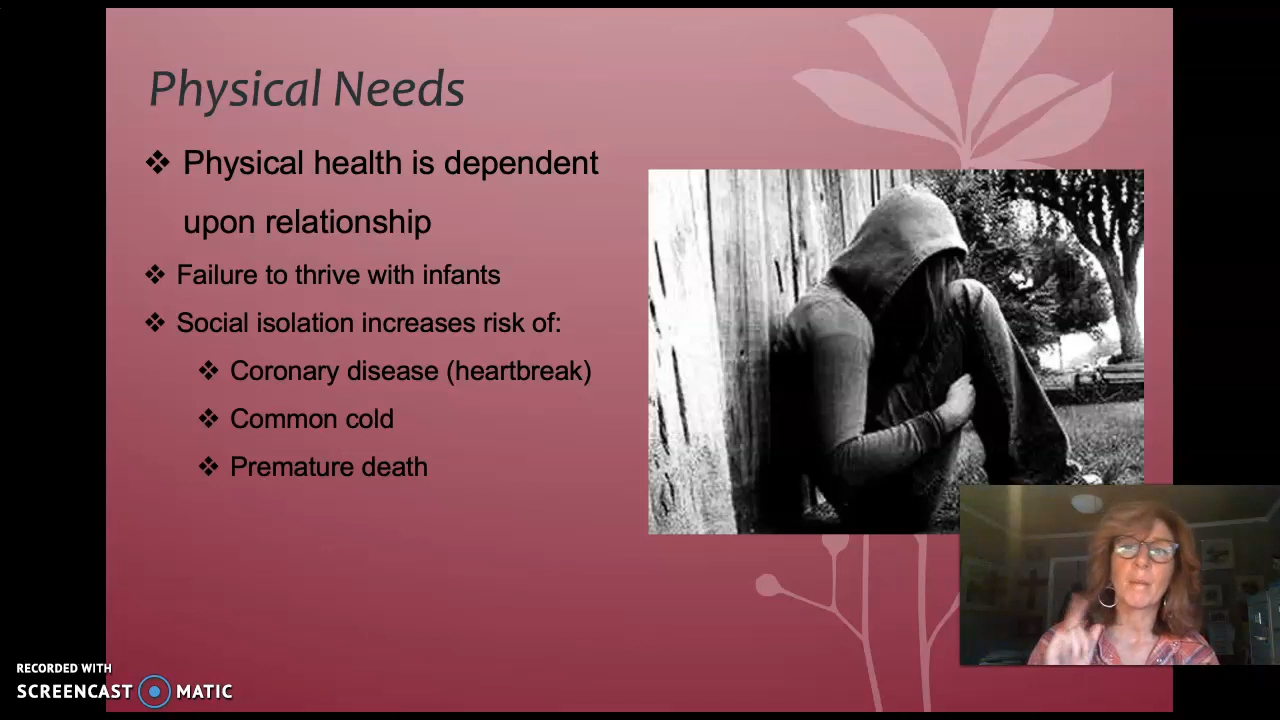 Physical Needs
❖ Physical health is dependent
upon relationship
❖ Failure to thrive with infants
❖ Social isolation increases risk of:
❖ Coronary disease (heartbreak)
❖ Common cold
❖ Premature death
RECORDED WITH
SCREENCAST MATIC